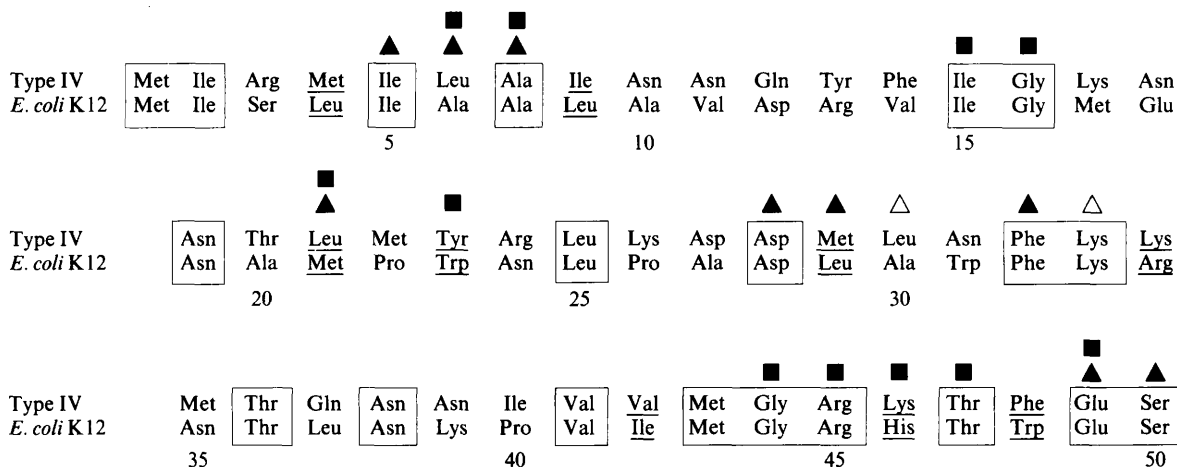 Type IV Met Ile Arg Met Ile Leu Ala Ile Asn Asn Gln Tyr Phe Ile Gly Lys Asn
E. coli K12 Met Ile Ser Leu Ile Ala Ala Leu Ala Val Asp Arg Val Ile Gly Met Glu
5 10 15
Type IV Asn Thr Leu Met Tyr Arg Leu Lys Asp Asp Met Leu Asn Phe Lys Lys
E. coli K12 Asn Ala Met Pro Trp Asn Leu Pro Ala Asp Leu Ala Trp Phe Lys Arg
20 25 30
Type IV Met Thr Gln Asn Asn Ile Val Val Met Gly Arg Lys Thr Phe Glu Ser
E. coli K12 Asn Thr Leu Asn Lys Pro Val Ile Met Gly Arg His Thr Trp Glu Ser
35 40 45 50